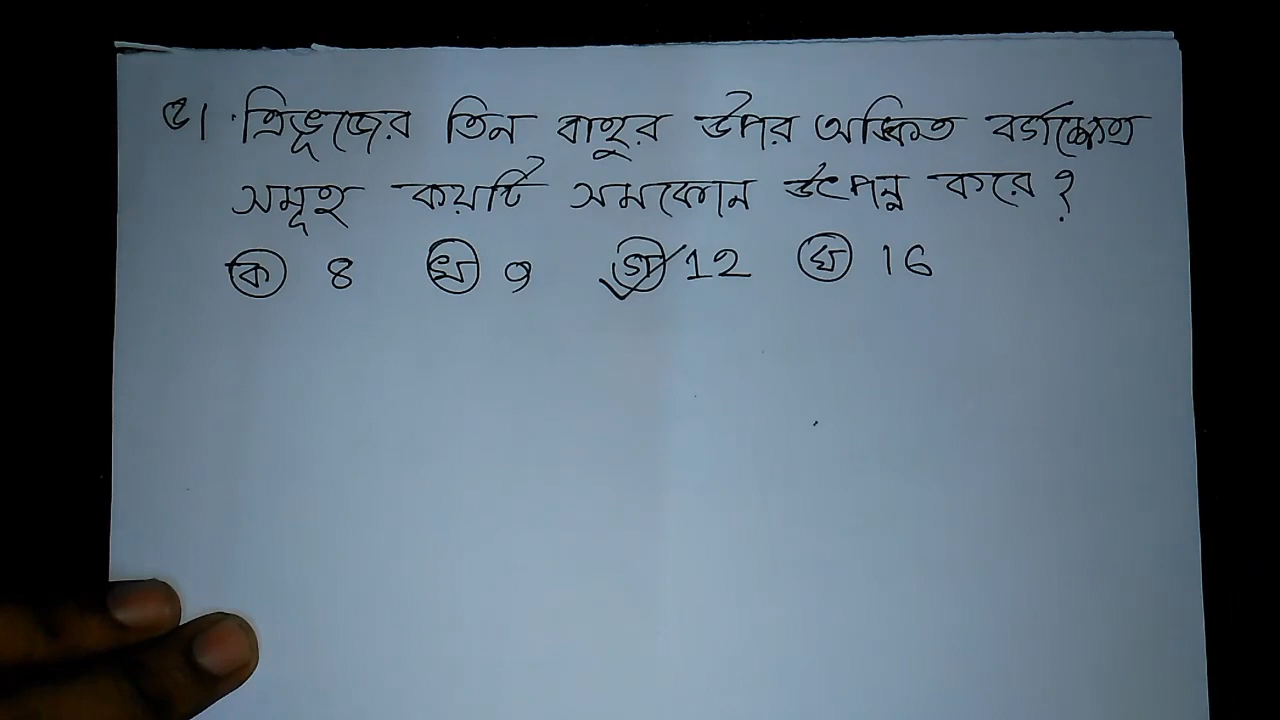 ৫। ত্রিভূজের তিন বাহুর উপর অঙ্কিত বর্গক্ষেত্র
সমূহ কয়টি সমকোন উৎপন্ন করে ?
ক 8 খ 9 গ 12 ঘ 16